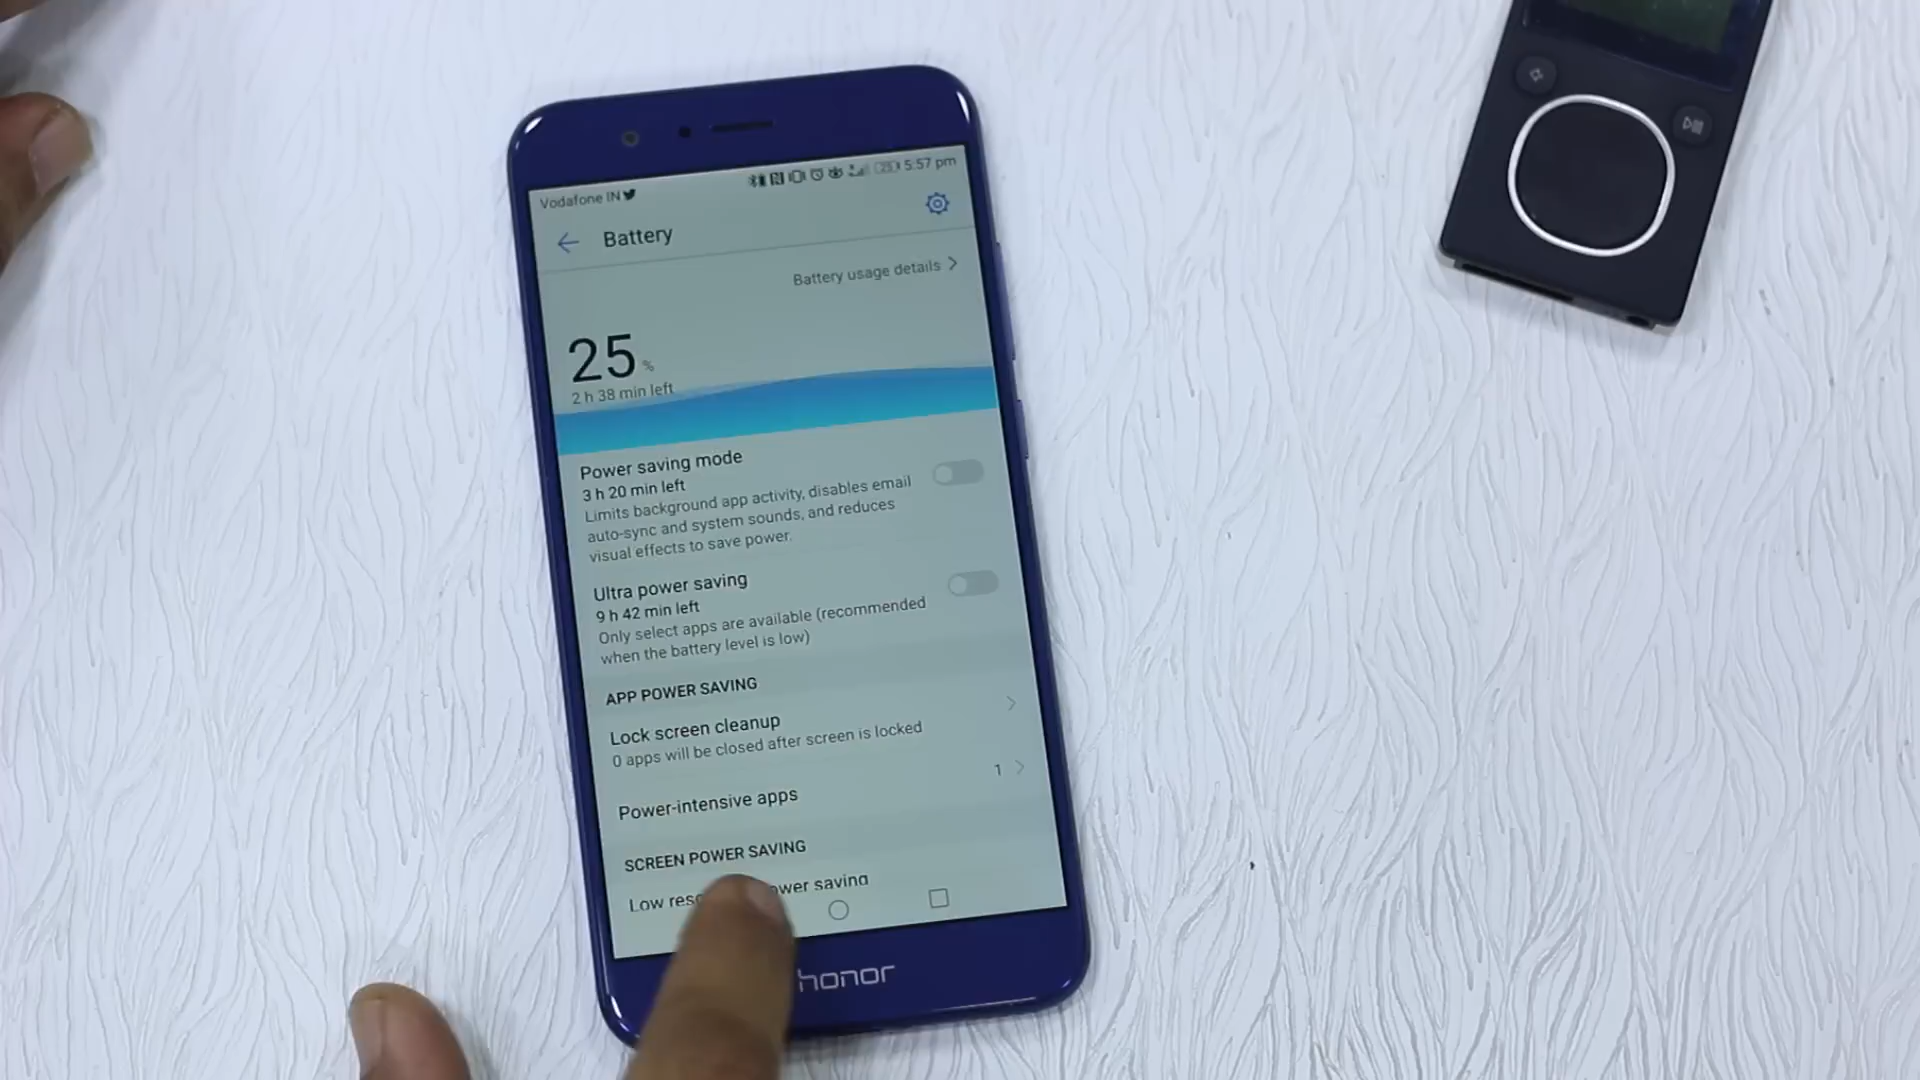 Vodafone IN
5:57 pm
Battery
Battery usage details
25 %
2 h 38 min left
Power saving mode
3 h 20 min left
Limits background app activity, disables email
auto-sync and system sounds, and reduces
visual effects to save power.
Ultra power saving
9 h 42 min left
Only select apps are available (recommended
when the battery level is low)
APP POWER SAVING
Lock screen cleanup
0 apps will be closed after screen is locked
Power-intensive apps 1
SCREEN POWER SAVING
Low power saving
honor